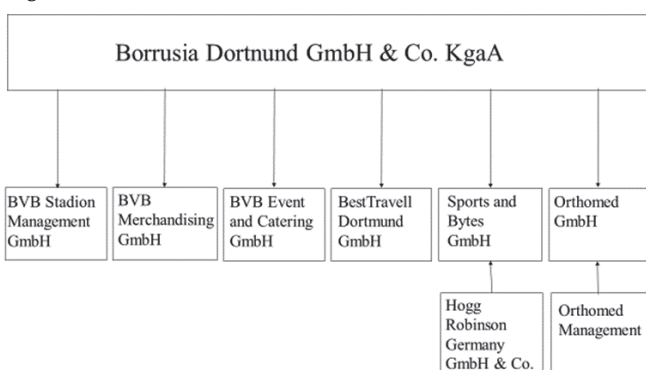 Borrusia Dortnund GmbH & Co. KgaA
BVB Stadion
Management
GmbH
BVB
Merchandising
GmbH
BVB Event
and Catering
GmbH
BestTravell
Dortmund
GmbH
Sports and
Bytes
GmbH
Orthomed
GmbH
Hogg
Robinson
Germany
GmbH & Co.
Orthomed
Management